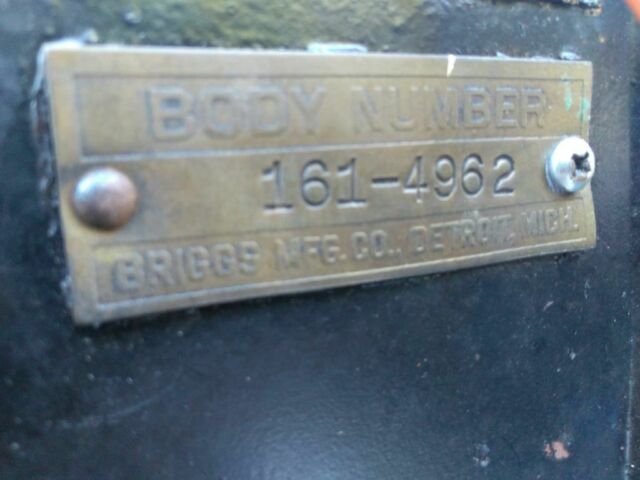 BODY NUMBER
161-4962
BRIGGS MFG. CO., DETROIT, MICH.